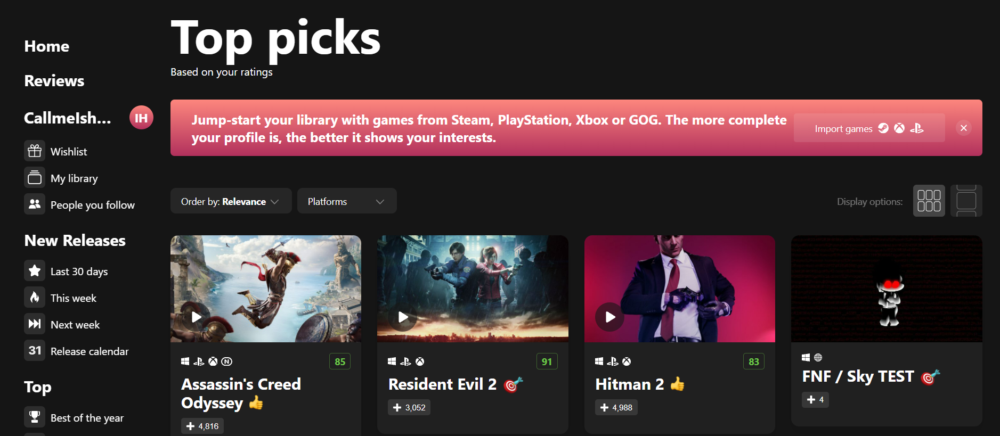 Home
Reviews
CallmeIsh...
IH
Wishlist
My library
People you follow
New Releases
Last 30 days
This week
Next week
31 Release calendar
Top
Best of the year
Top picks
Based on your ratings
Jump-start your library with games from Steam, PlayStation, Xbox or GOG. The more complete
your profile is, the better it shows your interests.
Import games
Order by: Relevance
Platforms
Display options:
85
Assassin's Creed
Odyssey 👍
4,816
91
Resident Evil 2 🎯
3,052
83
Hitman 2 👍
4,988
FNF / Sky TEST 🎯
4